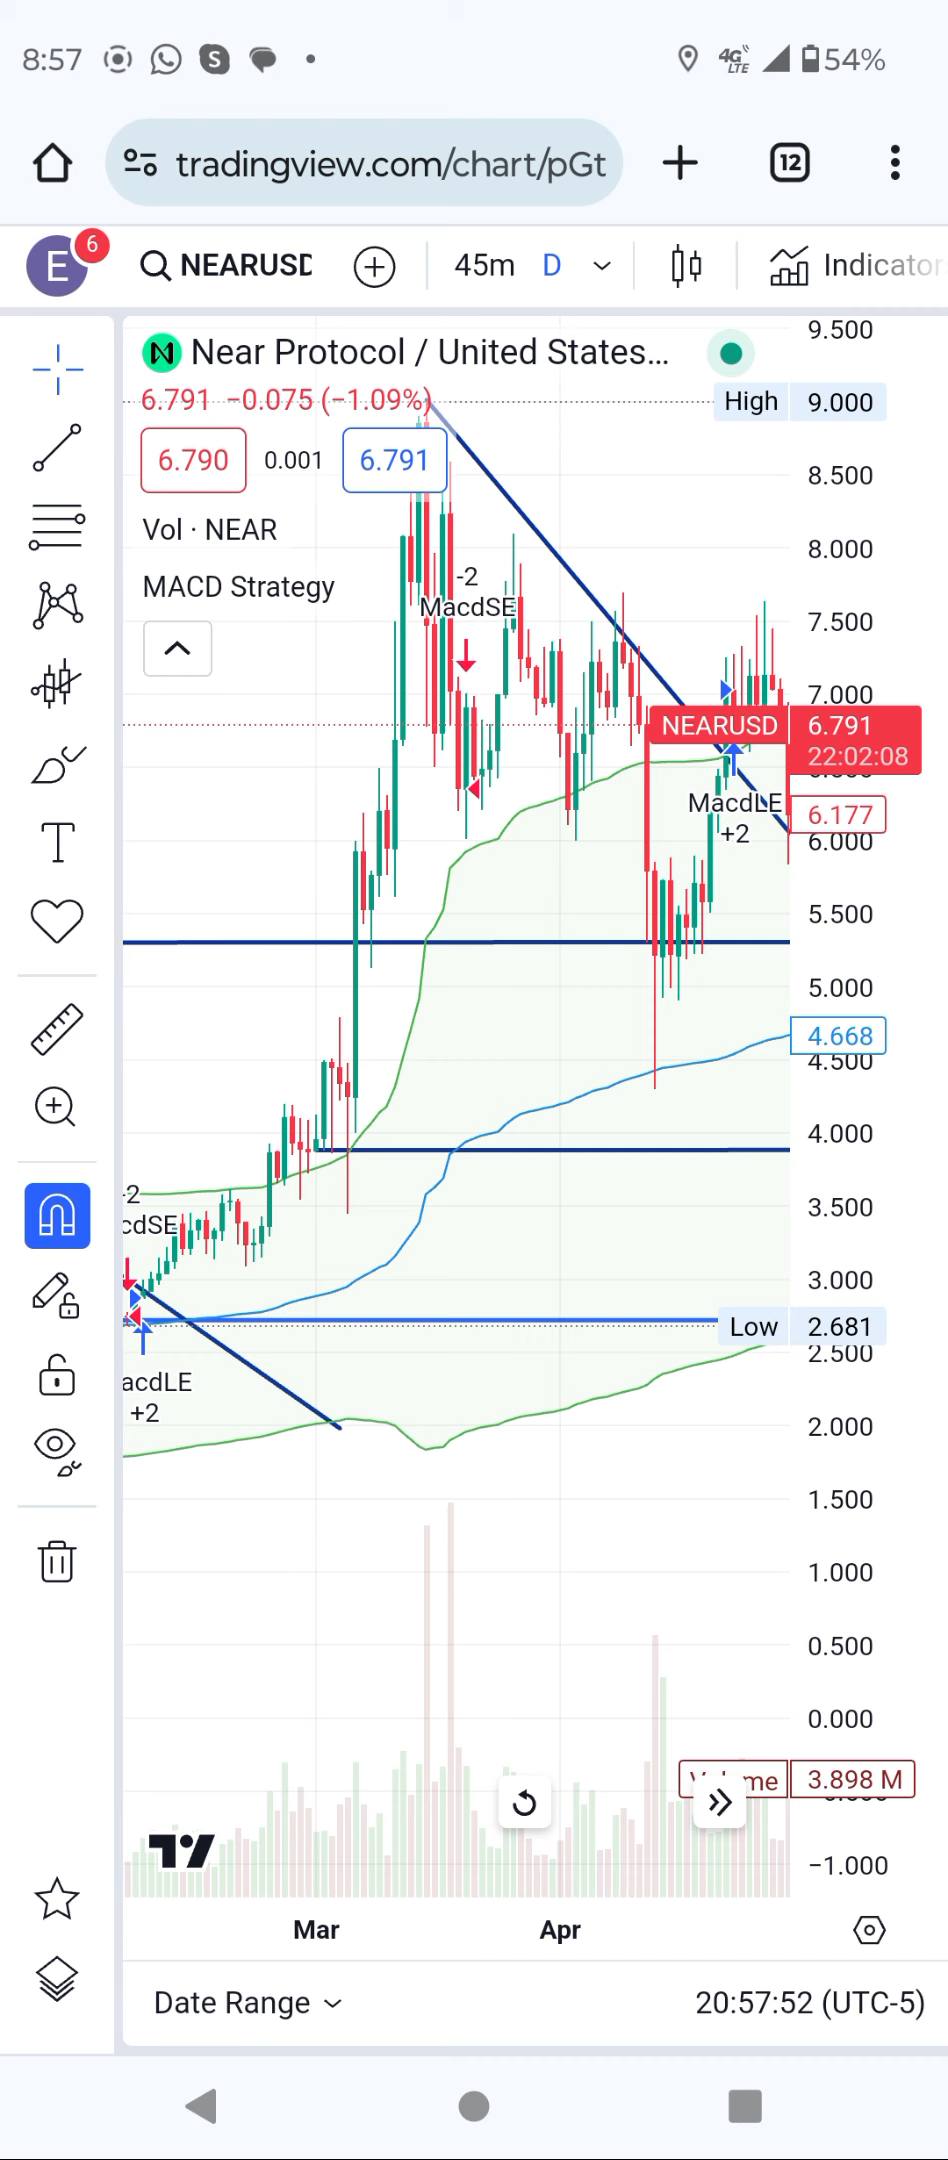 8:57 4G LTE 54%
tradingview.com/chart/pGt 12
E 6 NEARUSD 45m D Indicator
Near Protocol / United States...
6.791 −0.075 (−1.09%)
6.790 0.001 6.791
Vol · NEAR
MACD Strategy
9.500
High 9.000
8.500
8.000
-2
MacdSE
7.500
7.000
NEARUSD 6.791
22:02:08
MacdLE
+2
6.177
6.000
5.500
5.000
4.668
4.500
4.000
-2
cdSE
3.500
3.000
Low 2.681
2.500
acdLE
+2
2.000
1.500
1.000
0.500
0.000
3.898 M
−1.000
Mar Apr
Date Range 20:57:52 (UTC-5)